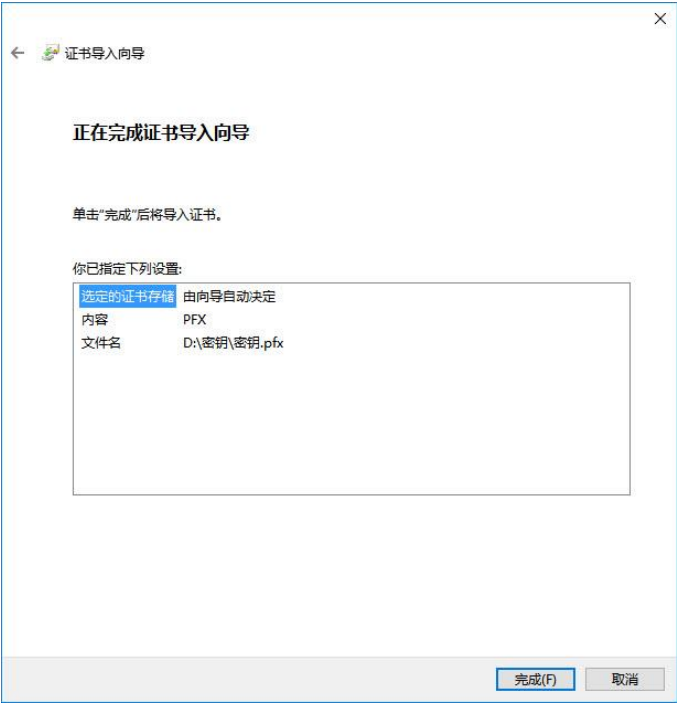 证书导入向导
正在完成证书导入向导
单击"完成"后将导入证书。
你已指定下列设置:
选定的证书存储 由向导自动决定
内容 PFX
文件名 D:\密钥\密钥.pfx
完成(F) 取消